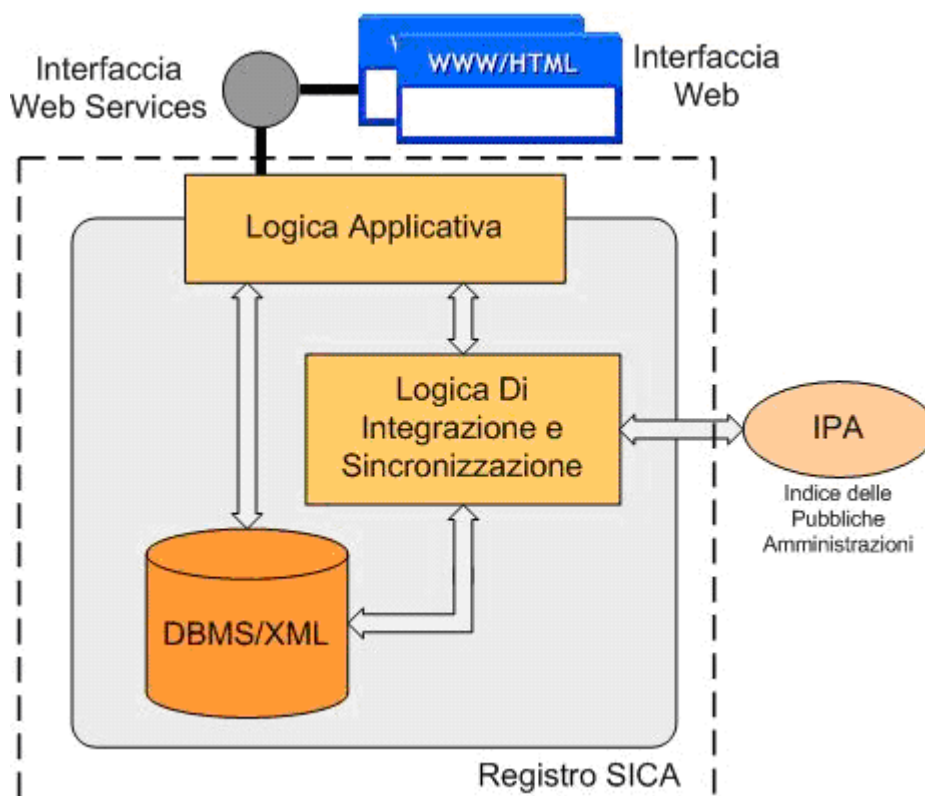 Interfaccia
Web Services
WWW/HTML
Interfaccia
Web
Logica Applicativa
Logica Di
Integrazione e
Sincronizzazione
IPA
Indice delle
Pubbliche
Amministrazioni
DBMS/XML
Registro SICA